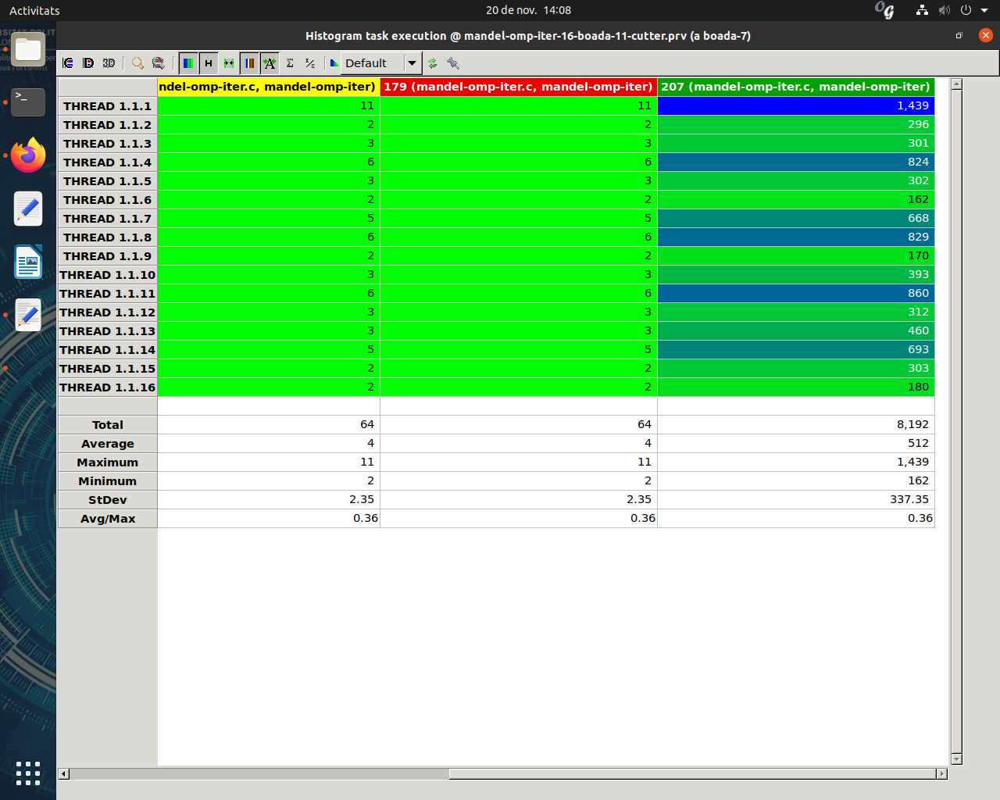 Activitats
20 de nov. 14:08
Histogram task execution @ mandel-omp-iter-16-boada-11-cutter.prv (a boada-7)
3D
H
A
Σ
Default
ndel-omp-iter.c, mandel-omp-iter) 179 (mandel-omp-iter.c, mandel-omp-iter) 207 (mandel-omp-iter.c, mandel-omp-iter)
THREAD 1.1.1 11 11 1,439
THREAD 1.1.2 2 2 296
THREAD 1.1.3 3 3 301
THREAD 1.1.4 6 6 824
THREAD 1.1.5 3 3 302
THREAD 1.1.6 2 2 162
THREAD 1.1.7 5 5 668
THREAD 1.1.8 6 6 829
THREAD 1.1.9 2 2 170
THREAD 1.1.10 3 3 393
THREAD 1.1.11 6 6 860
THREAD 1.1.12 3 3 312
THREAD 1.1.13 3 3 460
THREAD 1.1.14 5 5 693
THREAD 1.1.15 2 2 303
THREAD 1.1.16 2 2 180
Total 64 64 8,192
Average 4 4 512
Maximum 11 11 1,439
Minimum 2 2 162
StDev 2.35 2.35 337.35
Avg/Max 0.36 0.36 0.36